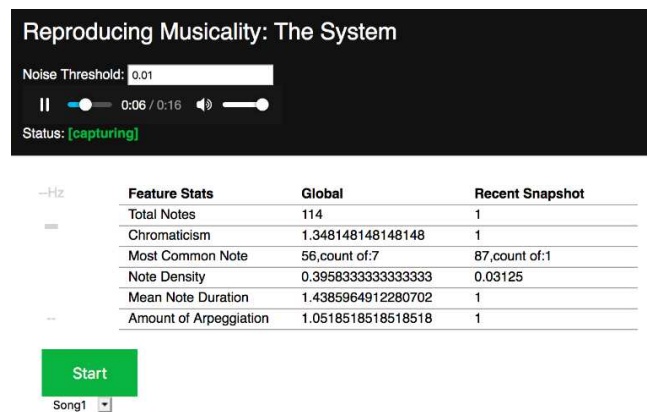 Reproducing Musicality: The System
Noise Threshold: 0.01
0:06 / 0:16
Status: [capturing]
--Hz
Feature Stats Global Recent Snapshot
Total Notes 114 1
Chromaticism 1.348148148148148 1
Most Common Note 56,count of:7 87,count of:1
Note Density 0.3958333333333333 0.03125
Mean Note Duration 1.4385964912280702 1
Amount of Arpeggiation 1.0518518518518518 1
--
Start
Song1